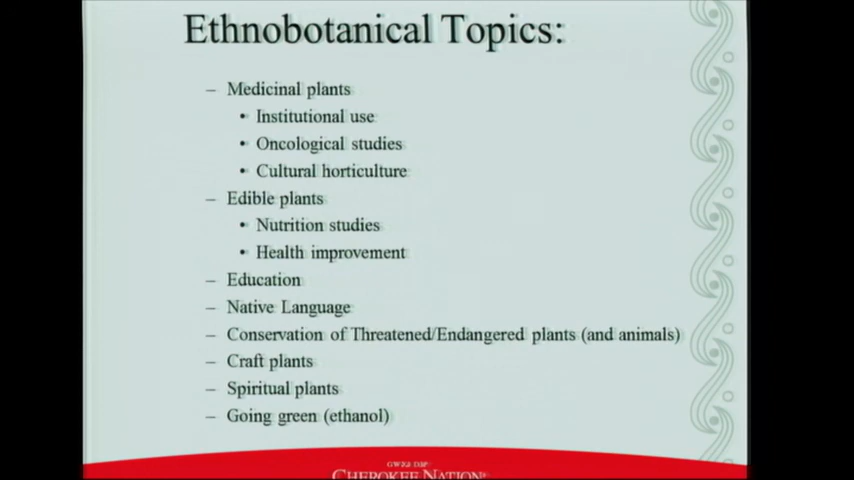 Ethnobotanical Topics:
– Medicinal plants
• Institutional use
• Oncological studies
• Cultural horticulture
– Edible plants
• Nutrition studies
• Health improvement
– Education
– Native Language
– Conservation of Threatened/Endangered plants (and animals)
– Craft plants
– Spiritual plants
– Going green (ethanol)
CHEROKEE NATION